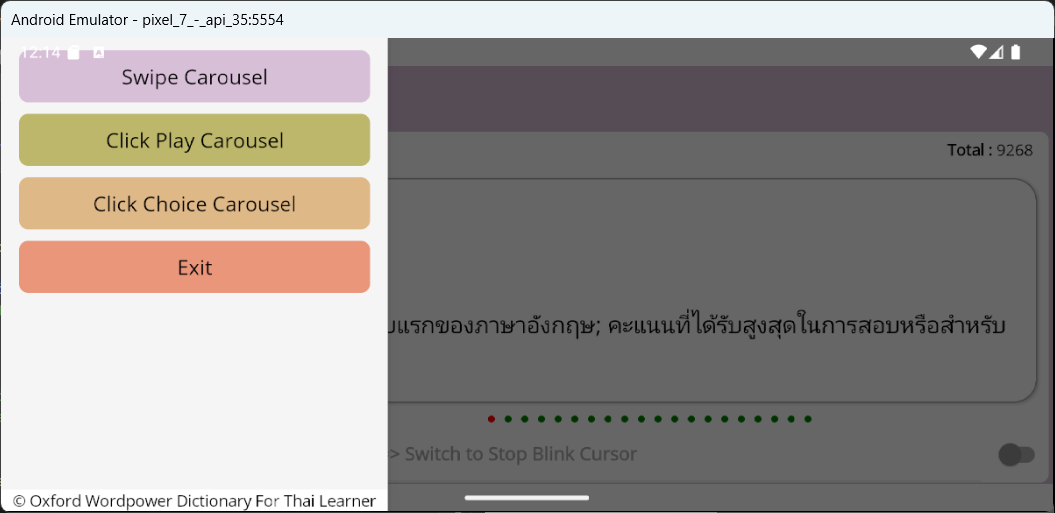 Android Emulator - pixel_7_-_api_35:5554
12:14
Swipe Carousel
Click Play Carousel
Total : 9268
Click Choice Carousel
Exit
แรกของภาษาอังกฤษ; คะแนนที่ได้รับสูงสุดในการสอบหรือสำหรับ
> Switch to Stop Blink Cursor
© Oxford Wordpower Dictionary For Thai Learner